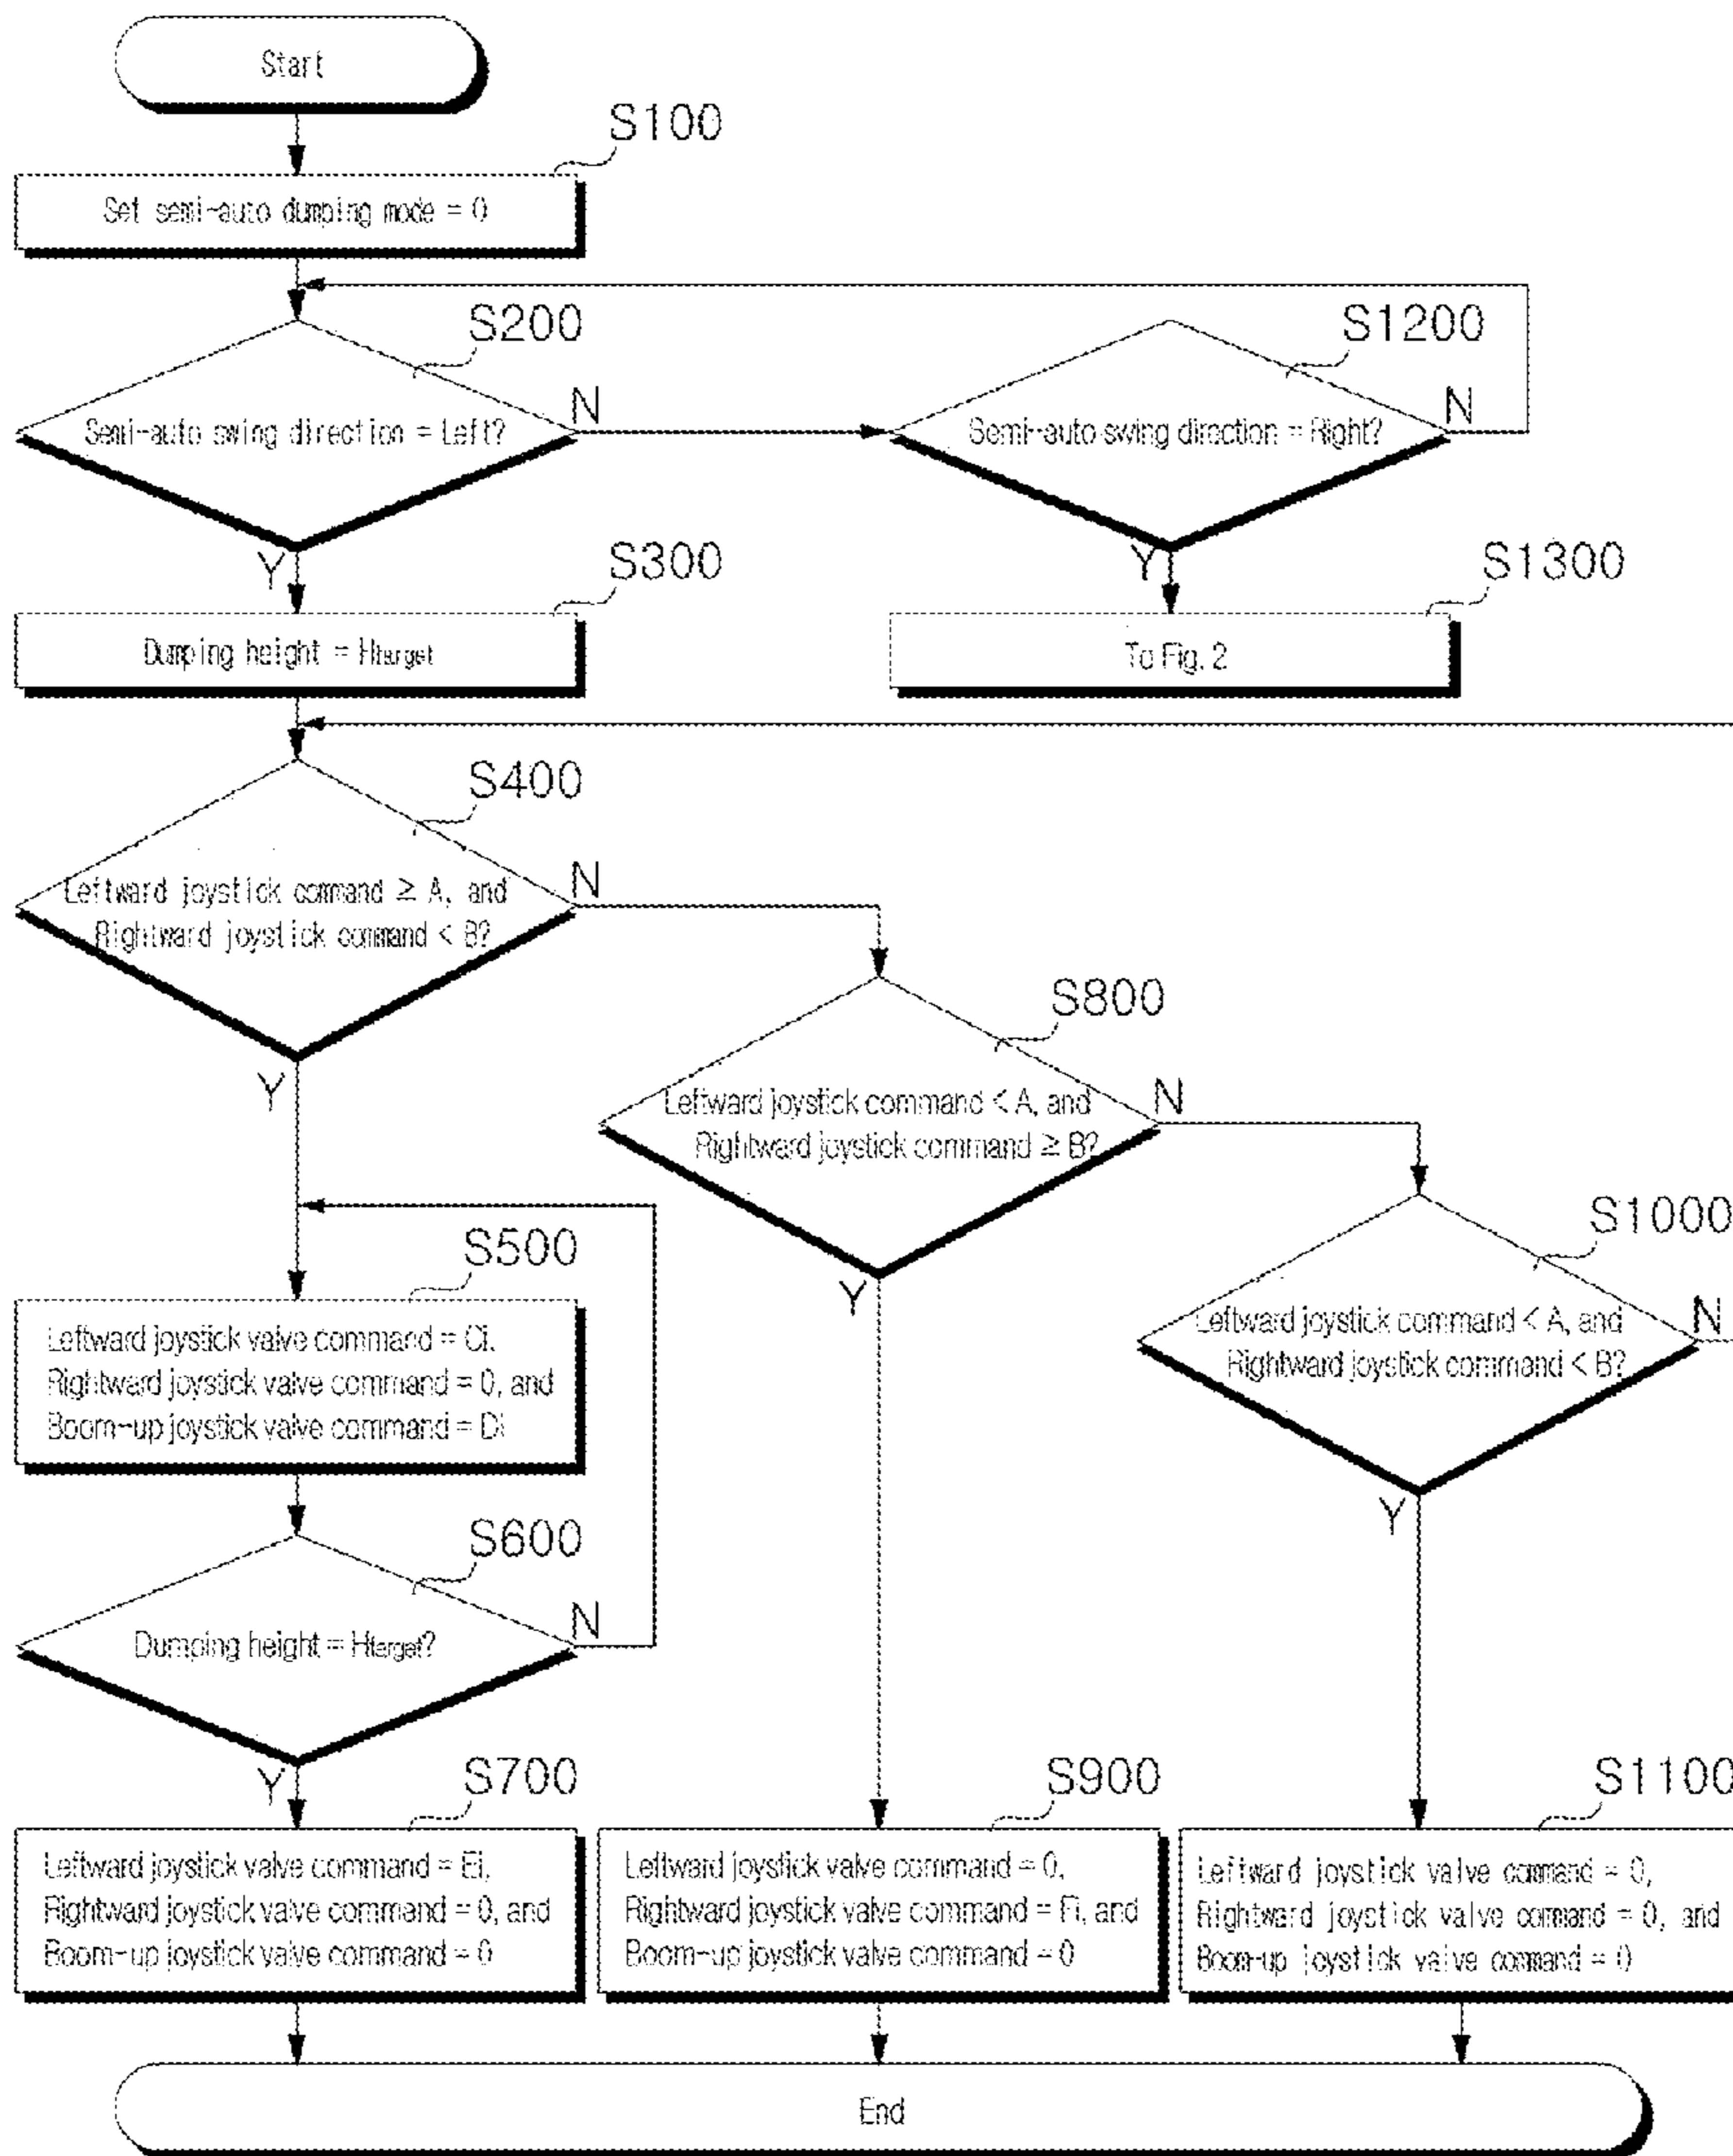 Start
S100
Set semi-auto dumping mode = 0
S200
Semi-auto swing direction = Left?
N
Y
S1200
Semi-auto swing direction = Right?
N
Y
S300
Dumping height = Htarget
S1300
To Fig. 2
S400
Leftward joystick command ≥ A, and
Rightward joystick command < B?
N
Y
S800
Leftward joystick command < A, and
Rightward joystick command ≥ B?
N
Y
S1000
Leftward joystick command < A, and
Rightward joystick command < B?
N
Y
S500
Leftward joystick valve command = Ci,
Rightward joystick valve command = 0, and
Boom-up joystick valve command = Di
S600
Dumping height = Htarget?
N
Y
S700
Leftward joystick valve command = Ei,
Rightward joystick valve command = 0, and
Boom-up joystick valve command = 0
S900
Leftward joystick valve command = 0,
Rightward joystick valve command = Fi, and
Boom-up joystick valve command = 0
S1100
Leftward joystick valve command = 0,
Rightward joystick valve command = 0, and
Boom-up joystick valve command = 0
End